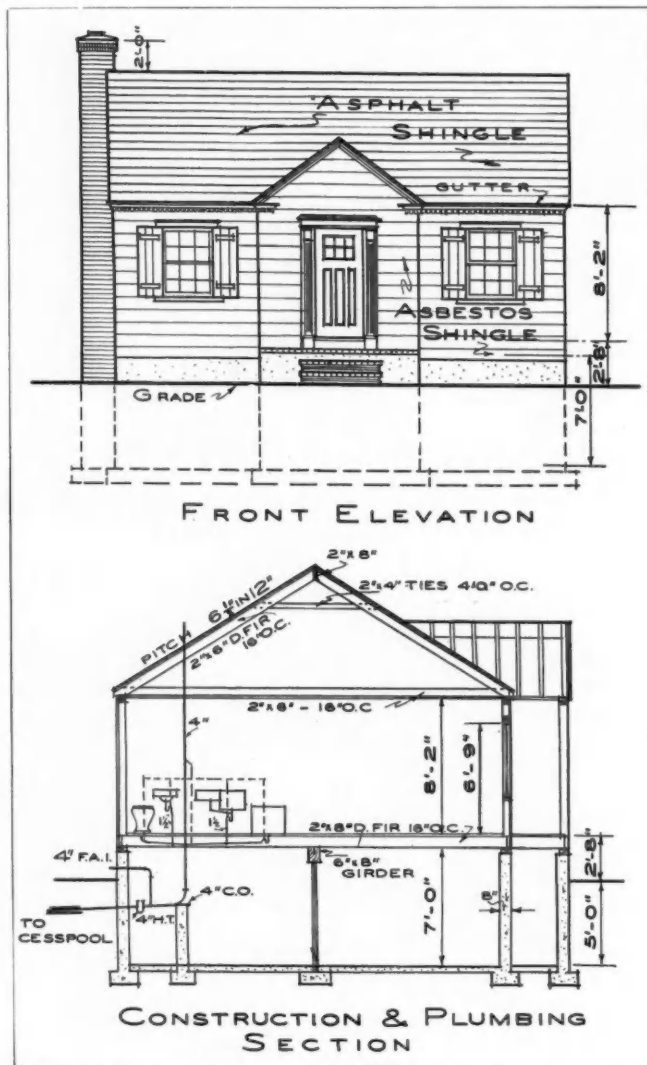 2'-0"
ASPHALT
SHINGLE
GUTTER
8'-2"
ASBESTOS
SHINGLE
2'-8"
7'-0"
GRADE
FRONT ELEVATION
2"x8"
2"x4" TIES 4'0" O.C.
PITCH 6½" IN 12"
2"x6" D.FIR
16" O.C.
2"x6"-16" O.C
4"
8'-2"
6'-9"
1½"
1½"
2"x8" D.FIR 16" O.C.
4" F.A.I.
6"x8"
GIRDER
2'-8"
4" C.O.
8"
4" H.T.
TO
CESSPOOL
7'-0"
5'-0"
CONSTRUCTION & PLUMBING
SECTION